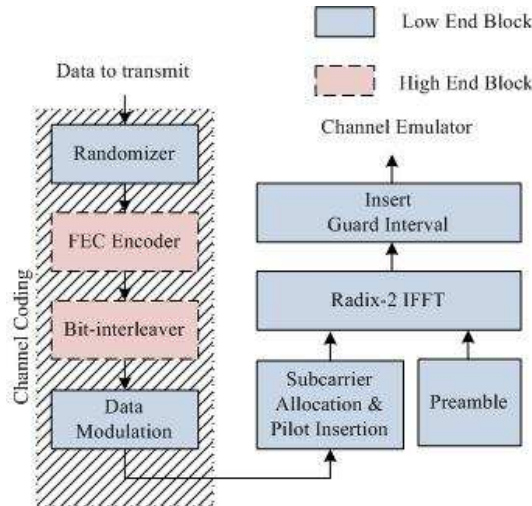 Low End Block
High End Block
Data to transmit
Channel Coding
Randomizer
FEC Encoder
Bit-interleaver
Data
Modulation
Channel Emulator
Insert
Guard Interval
Radix-2 IFFT
Subcarrier
Allocation &
Pilot Insertion
Preamble